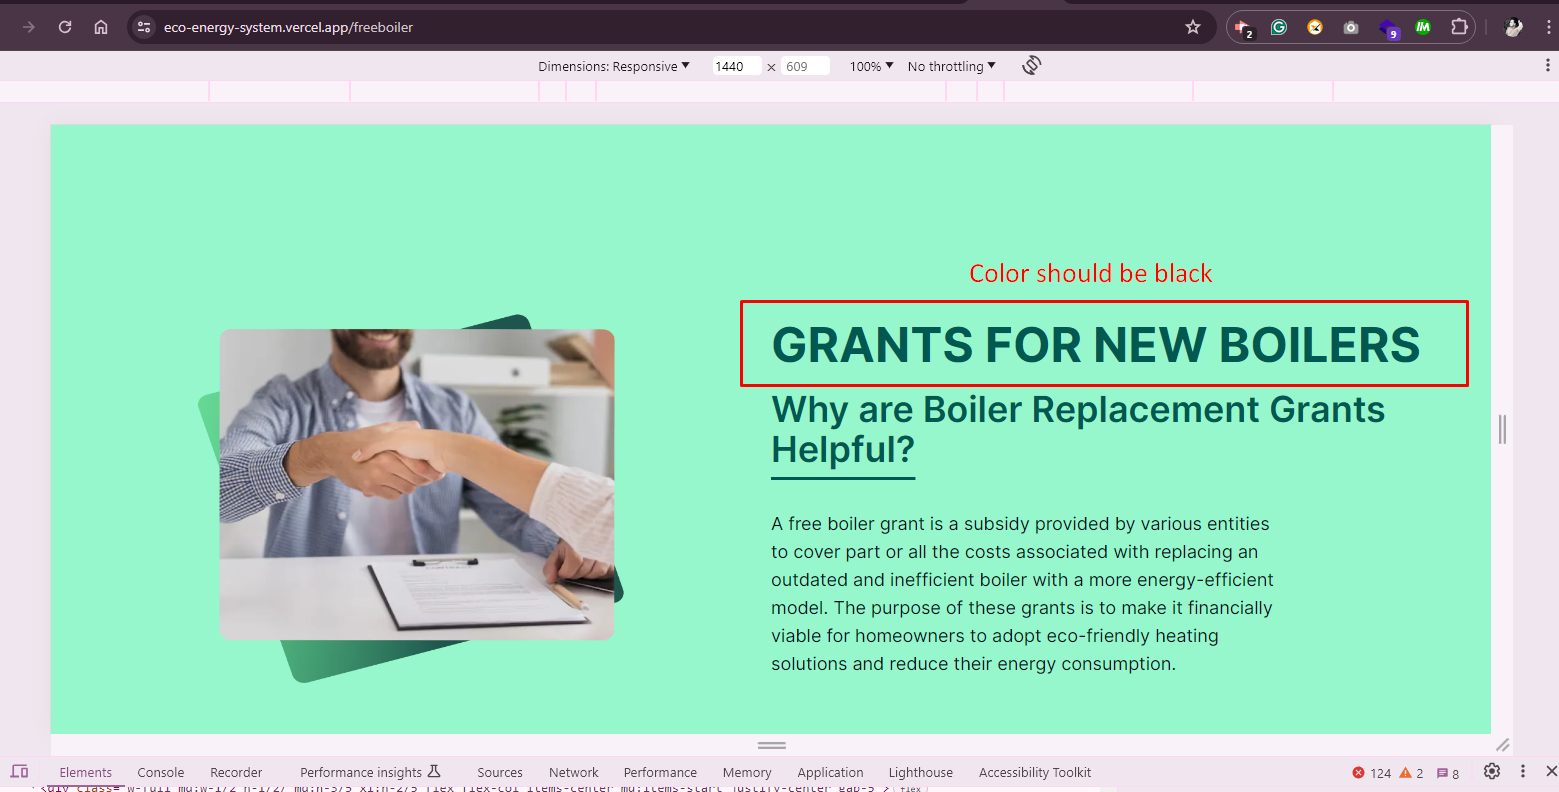 eco-energy-system.vercel.app/freeboiler
2
9
Dimensions: Responsive 1440 × 609 100% No throttling
Color should be black
GRANTS FOR NEW BOILERS
Why are Boiler Replacement Grants
Helpful?
A free boiler grant is a subsidy provided by various entities
to cover part or all the costs associated with replacing an
outdated and inefficient boiler with a more energy-efficient
model. The purpose of these grants is to make it financially
viable for homeowners to adopt eco-friendly heating
solutions and reduce their energy consumption.
Elements Console Recorder Performance insights Sources Network Performance Memory Application Lighthouse Accessibility Toolkit 124 2 8